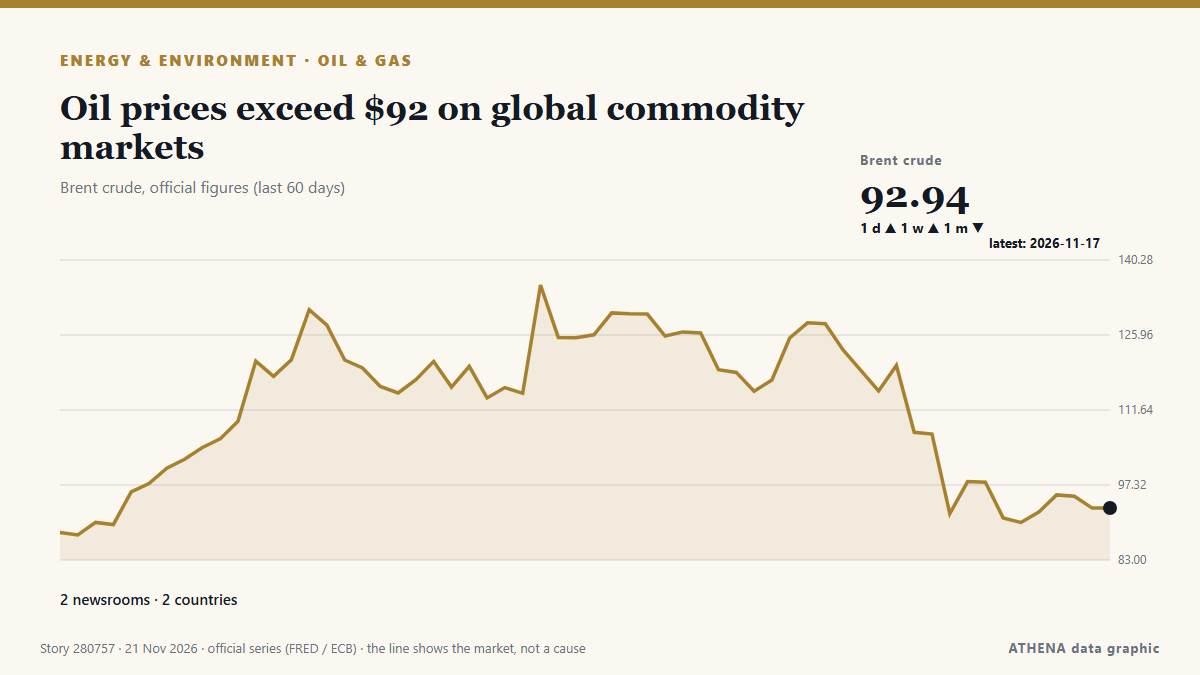 ENERGY & ENVIRONMENT · OIL & GAS
Oil prices exceed $92 on global commodity
markets
Brent crude, official figures (last 60 days)
Brent crude
92.94
1 d ▲ 1 w ▲ 1 m ▼
latest: 2026-11-17
140.28
125.96
111.64
97.32
83.00
2 newsrooms · 2 countries
Story 280757 · 21 Nov 2026 · official series (FRED / ECB) · the line shows the market, not a cause
ATHENA data graphic